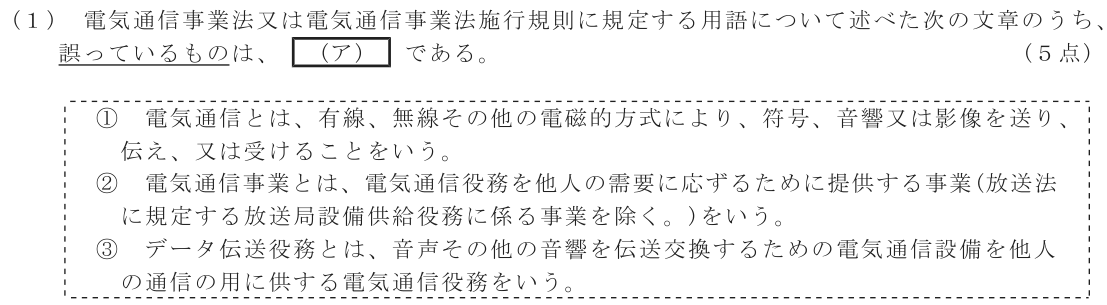 (1) 電気通信事業法又は電気通信事業法施行規則に規定する用語について述べた次の文章のうち、
誤っているものは、 (ア) である。 (5点)
① 電気通信とは、有線、無線その他の電磁的方式により、符号、音響又は影像を送り、
伝え、又は受けることをいう。
② 電気通信事業とは、電気通信役務を他人の需要に応ずるために提供する事業(放送法
に規定する放送局設備供給役務に係る事業を除く。)をいう。
③ データ伝送役務とは、音声その他の音響を伝送交換するための電気通信設備を他人
の通信の用に供する電気通信役務をいう。